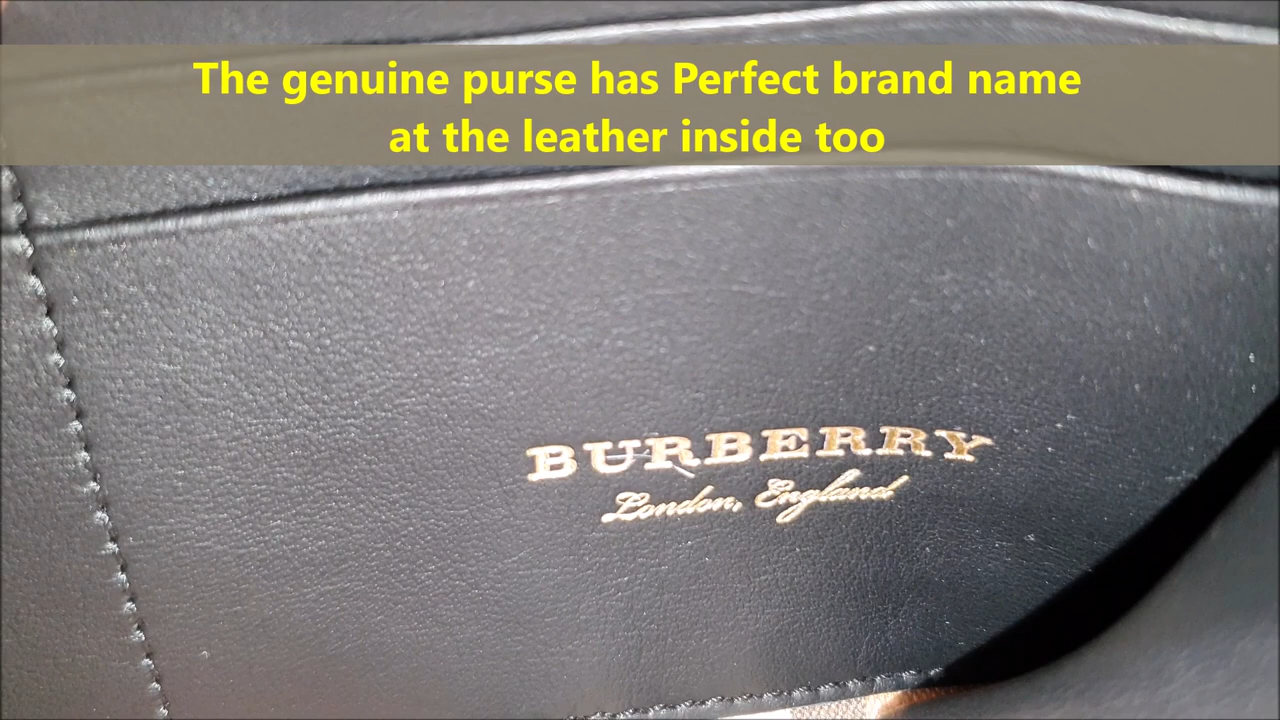 The genuine purse has Perfect brand name
at the leather inside too
BURBERRY
London, England